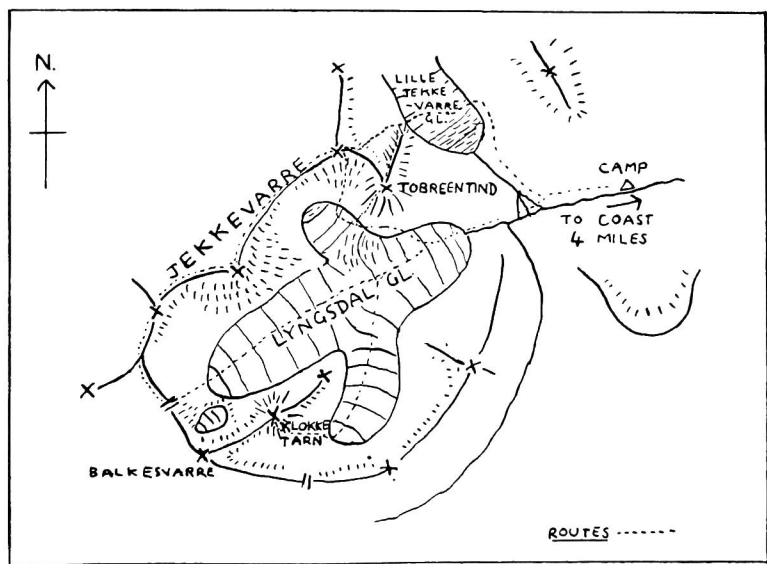 N.
LILLE
JEKKE
-VARRE
GL.
CAMP
JEKKEVARRE
TOBREENTIND
TO COAST
4 MILES
LYNGSDAL GL.
KLOKKE
TARN
BALKESVARRE
ROUTES